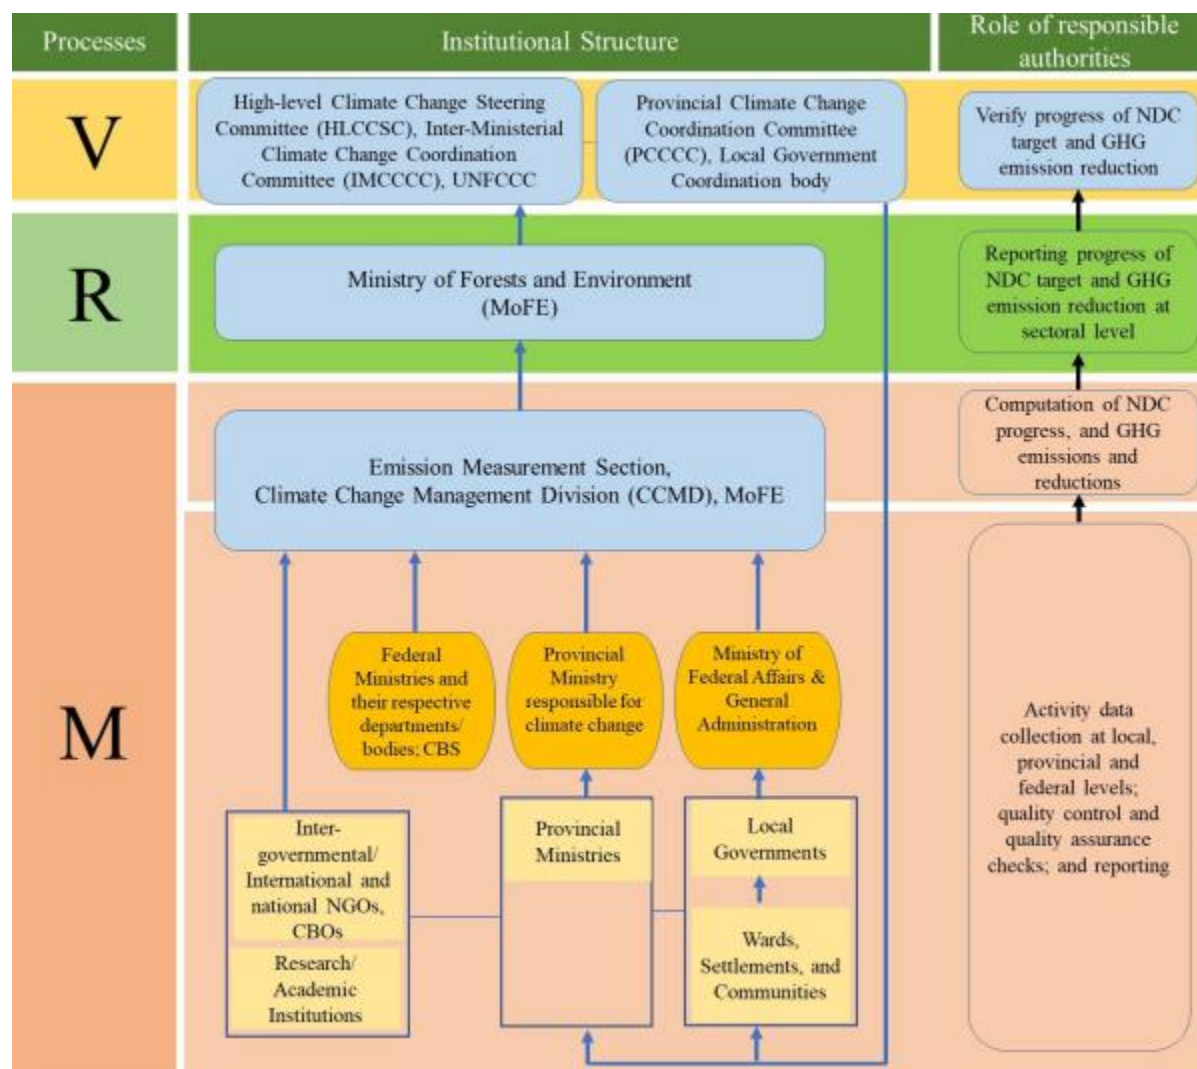 Processes
Institutional Structure
Role of responsible
authorities
V
High-level Climate Change Steering
Committee (HLCCSC), Inter-Ministerial
Climate Change Coordination
Committee (IMCCCC), UNFCCC
Provincial Climate Change
Coordination Committee
(PCCCC), Local Government
Coordination body
Verify progress of NDC
target and GHG
emission reduction
R
Ministry of Forests and Environment
(MoFE)
Reporting progress of
NDC target and GHG
emission reduction at
sectoral level
M
Emission Measurement Section,
Climate Change Management Division (CCMD), MoFE
Computation of NDC
progress, and GHG
emissions and
reductions
Federal
Ministries and
their respective
departments/
bodies; CBS
Provincial
Ministry
responsible for
climate change
Ministry of
Federal Affairs &
General
Administration
Inter-
governmental/
International and
national NGOs,
CBOs
Research/
Academic
Institutions
Provincial
Ministries
Local
Governments
Wards,
Settlements, and
Communities
Activity data
collection at local,
provincial and
federal levels;
quality control and
quality assurance
checks; and reporting